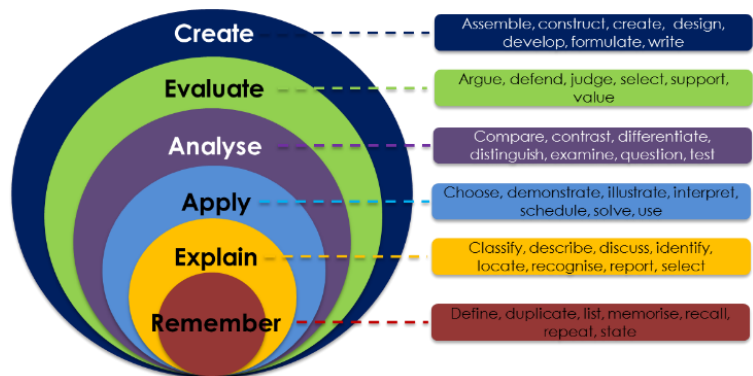 Create
Assemble, construct, create, design,
develop, formulate, write
Evaluate
Argue, defend, judge, select, support,
value
Analyse
Compare, contrast, differentiate,
distinguish, examine, question, test
Apply
Choose, demonstrate, illustrate, interpret,
schedule, solve, use
Explain
Classify, describe, discuss, identify,
locate, recognise, report, select
Remember
Define, duplicate, list, memorise, recall,
repeat, state